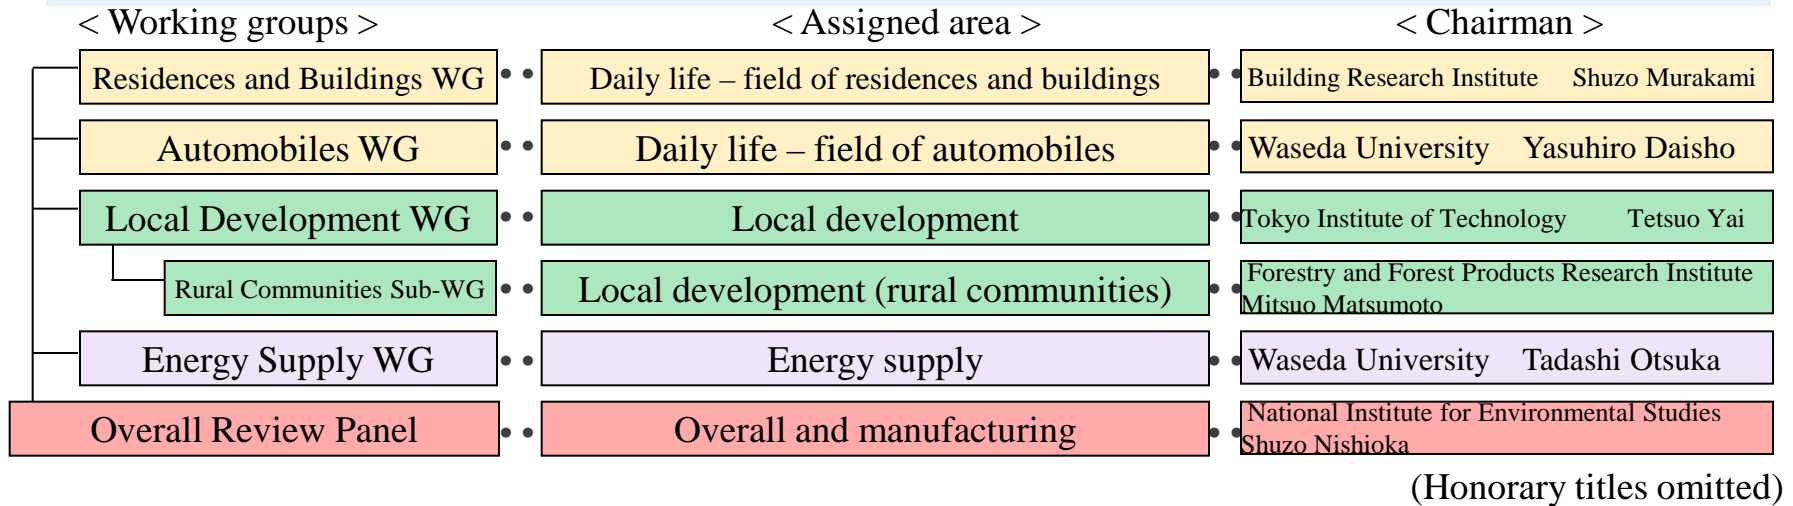 < Working groups > < Assigned area > < Chairman >
Residences and Buildings WG •• Daily life – field of residences and buildings •• Building Research Institute Shuzo Murakami
Automobiles WG •• Daily life – field of automobiles •• Waseda University Yasuhiro Daisho
Local Development WG •• Local development •• Tokyo Institute of Technology Tetsuo Yai
Rural Communities Sub-WG •• Local development (rural communities) •• Forestry and Forest Products Research Institute
Mitsuo Matsumoto
Energy Supply WG •• Energy supply •• Waseda University Tadashi Otsuka
Overall Review Panel •• Overall and manufacturing •• National Institute for Environmental Studies
Shuzo Nishioka
(Honorary titles omitted)